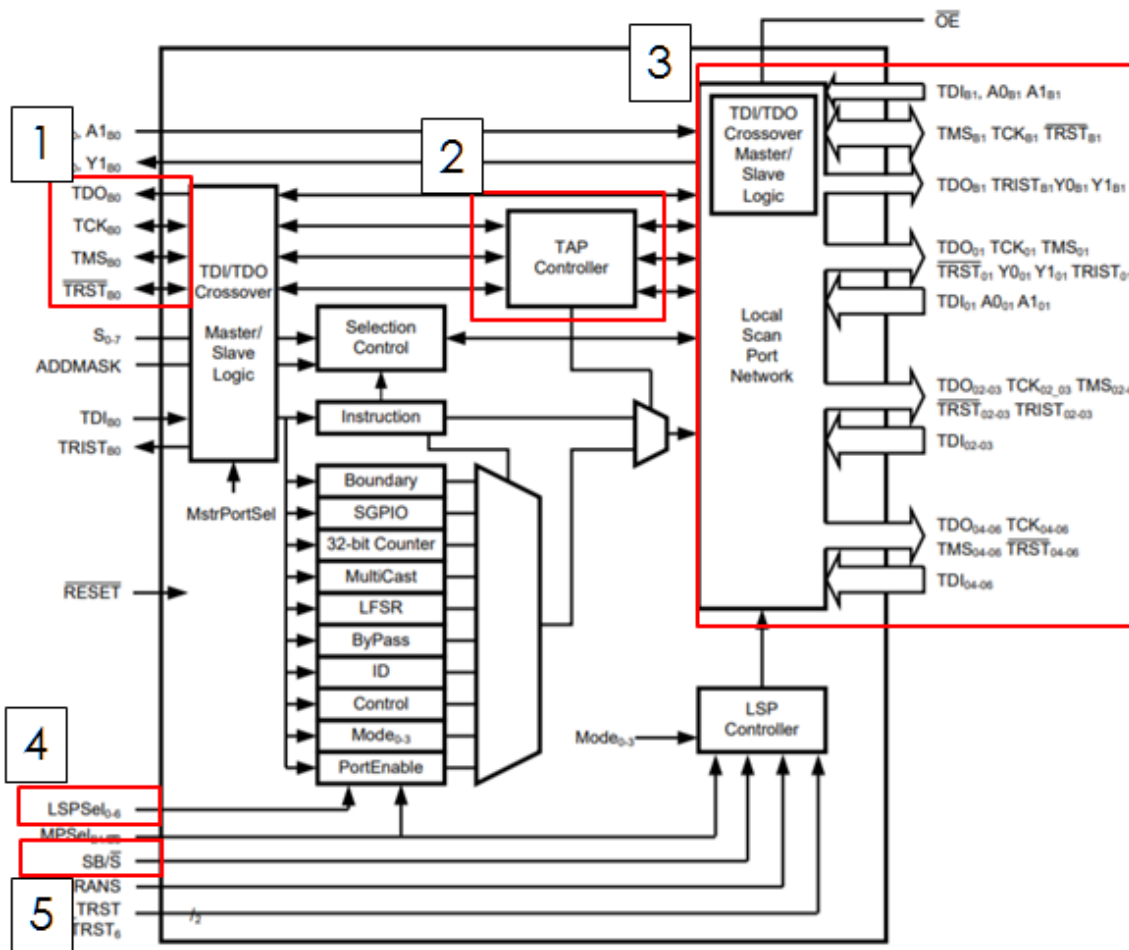 OE
3
1
2
, A1B0
, Y1B0
TDOB0
TCKB0
TMSB0
TRSTB0
S0-7
ADDMASK
TDIB0
TRISTB0
TDI/TDO
Crossover
Master/
Slave
Logic
MstrPortSel
RESET
TAP
Controller
Selection
Control
Instruction
Boundary
SGPIO
32-bit Counter
MultiCast
LFSR
ByPass
ID
Control
Mode0-3
PortEnable
TDI/TDO
Crossover
Master/
Slave
Logic
Local
Scan
Port
Network
TDIB1, A0B1 A1B1
TMSB1 TCKB1 TRSTB1
TDOB1 TRISTB1Y0B1 Y1B1
TDO01 TCK01 TMS01
TRST01 Y001 Y101 TRIST01
TDI01 A001 A101
TDO02-03 TCK02_03
TRST02-03 TRIST02-03
TDI02-03
TDO04-06 TCK04-06
TMS04-06 TRST04-06
TDI04-06
Mode0-3
LSP
Controller
4
LSPSel0-6
SB/S
RANS
5
TRST
TRST6
/2